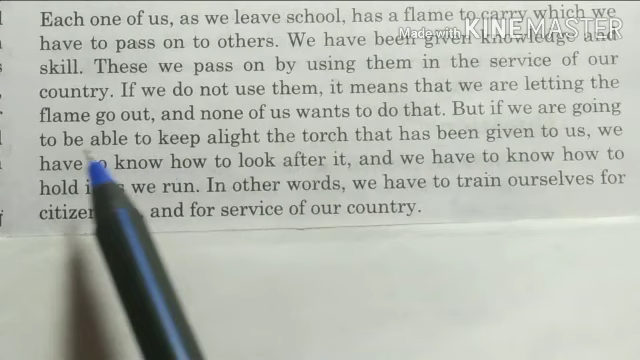 Each one of us, as we leave school, has a flame to carry which we
Made with KINEMASTER
have to pass on to others. We have been given knowledge and
skill. These we pass on by using them in the service of our
country. If we do not use them, it means that we are letting the
flame go out, and none of us wants to do that. But if we are going
to be able to keep alight the torch that has been given to us, we
have to know how to look after it, and we have to know how to
hold we run. In other words, we have to train ourselves for
and for service of our country.